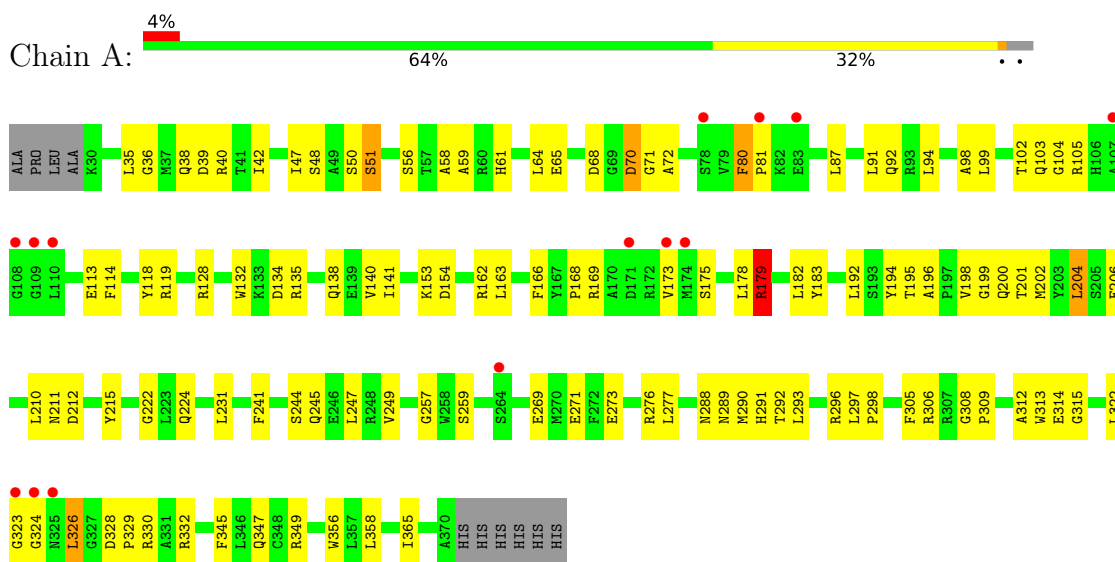 4%
Chain A:
64% 32% • •
ALA PRO LEU ALA K30 L35 G36 M37 Q38 D39 R40 T41 I42 I47 S48 A49 S50 S51 S56 T57 A58 A59 R60 H61 L64 E65 D68 G69 D70 G71 A72 S78 V79 F80 P81 K82 E83 L87 L91 Q92 R93 L94 A98 L99 T102 Q103 G104 R105 H106 A107
G108 G109 L110 E113 F114 Y118 R119 R128 W132 K133 D134 R135 Q138 E139 V140 I141 K153 D154 R162 L163 F166 Y167 P168 R169 A170 D171 R172 V173 M174 S175 L178 R179 L182 Y183 L192 S193 Y194 T195 A196 P197 V198 G199 Q200 T201 M202 Y203 L204 S205 E206
L210 N211 D212 Y215 G222 L223 Q224 L231 F241 S244 Q245 E246 L247 R248 V249 G257 W258 S259 S264 E269 M270 E271 F272 E273 R276 L277 N288 N289 M290 H291 T292 L293 R296 L297 P298 F305 R306 R307 G308 P309 A312 W313 E314 G315 L322
G323 G324 N325 L326 G327 D328 P329 R330 A331 R332 F345 L346 Q347 C348 R349 W356 L357 L358 I365 A370 HIS HIS HIS HIS HIS HIS